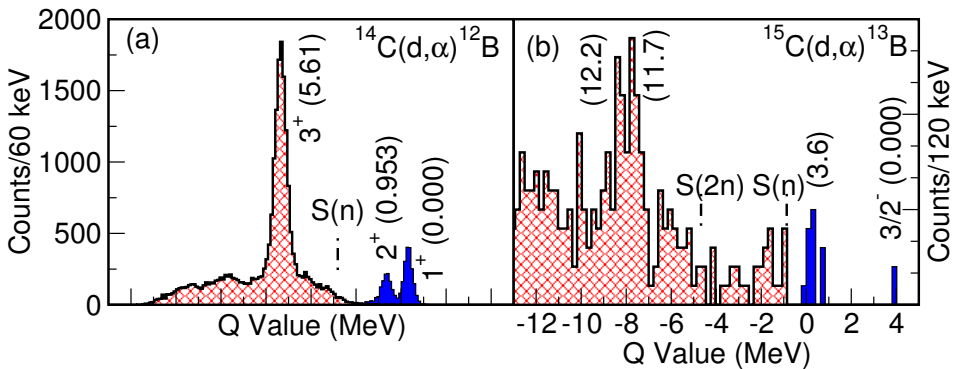 2000
1500
1000
500
0
Counts/60 keV
(a)
¹⁴C(d,α)¹²B
3⁺ (5.61)
S(n)
2⁺ (0.953)
1⁺ (0.000)
Q Value (MeV)
(b)
¹⁵C(d,α)¹³B
(12.2)
(11.7)
S(2n)
S(n)
(3.6)
3/2⁻ (0.000)
Counts/120 keV
-12 -10 -8 -6 -4 -2 0 2 4
Q Value (MeV)